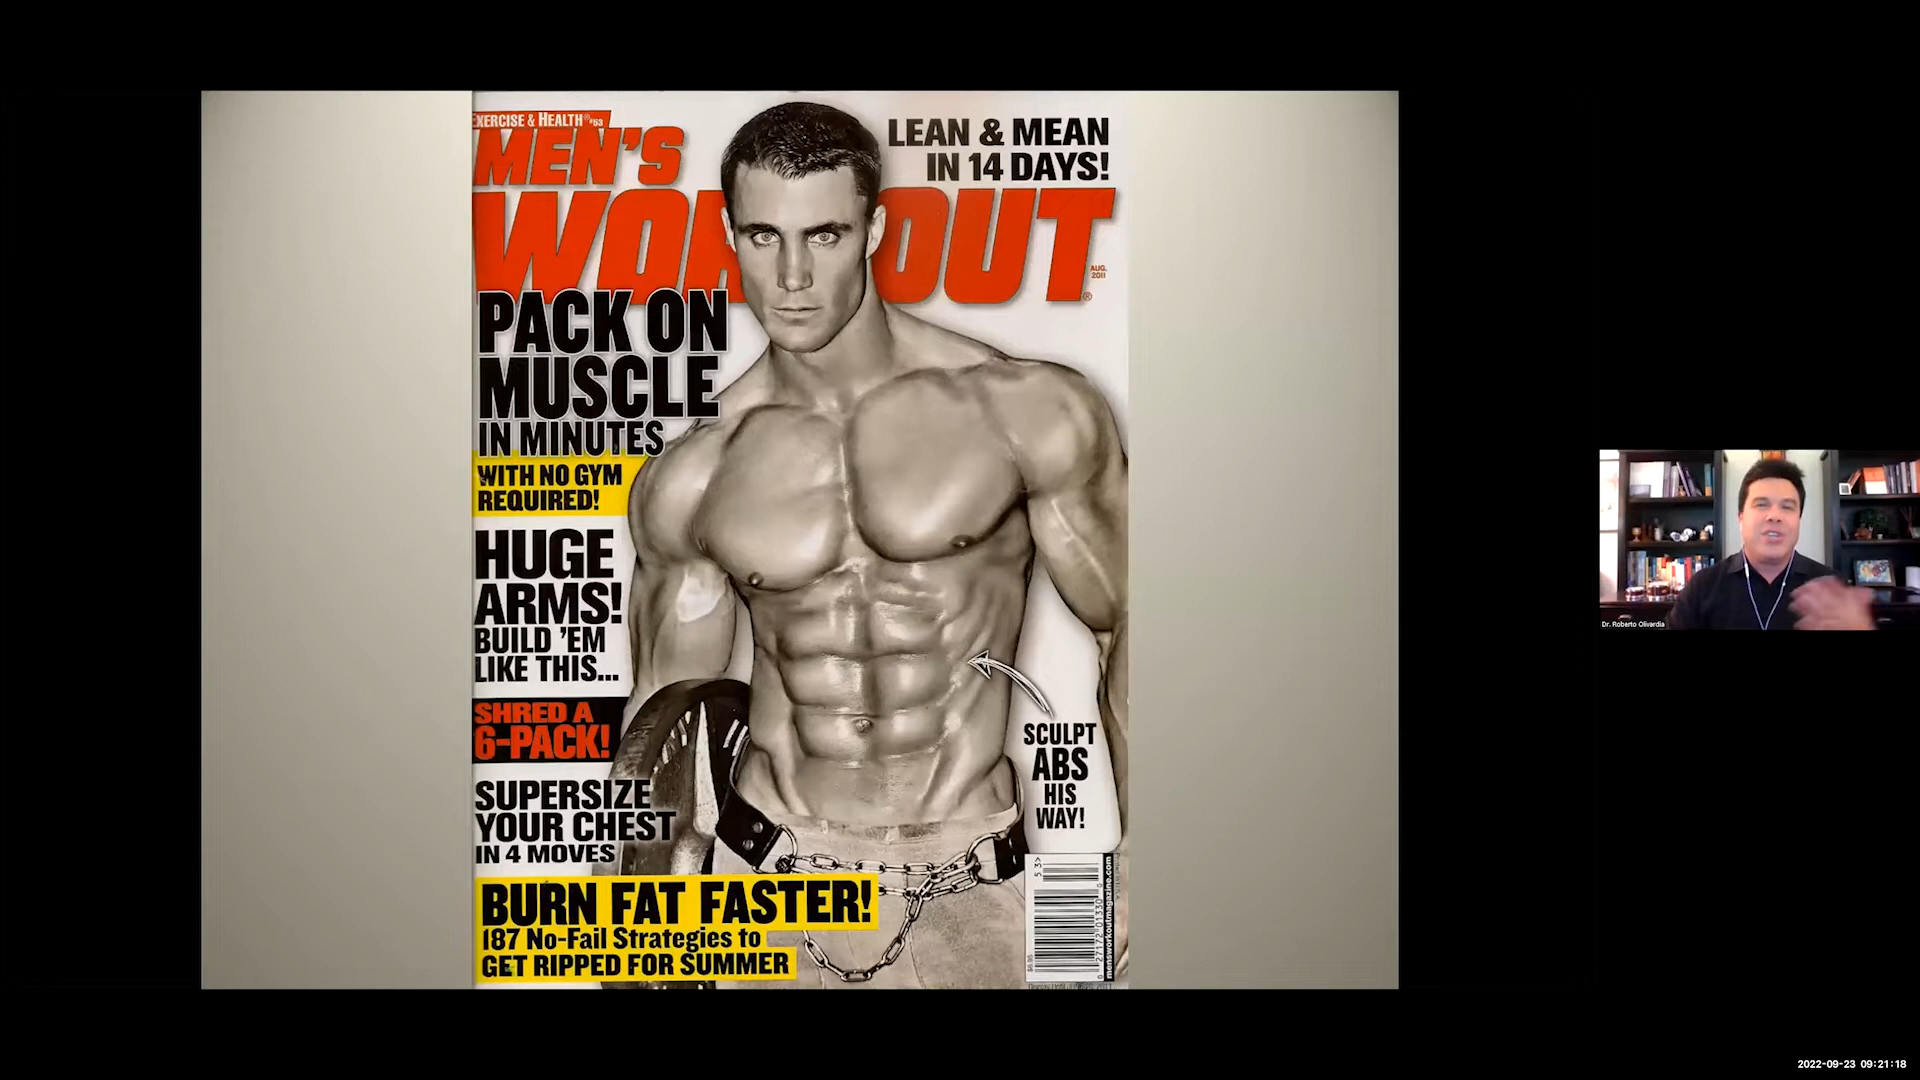 EXERCISE & HEALTH® #53
MEN'S
WORKOUT
LEAN & MEAN
IN 14 DAYS!
AUG.
2011
®
PACK ON
MUSCLE
IN MINUTES
WITH NO GYM
REQUIRED!
HUGE
ARMS!
BUILD 'EM
LIKE THIS...
SHRED A
6-PACK!
SUPERSIZE
YOUR CHEST
IN 4 MOVES
BURN FAT FASTER!
187 No-Fail Strategies to
GET RIPPED FOR SUMMER
SCULPT
ABS
HIS
WAY!
53>
mensworkoutmagazine.com
Dr. Roberto Olivardia
2022-09-23 09:21:18